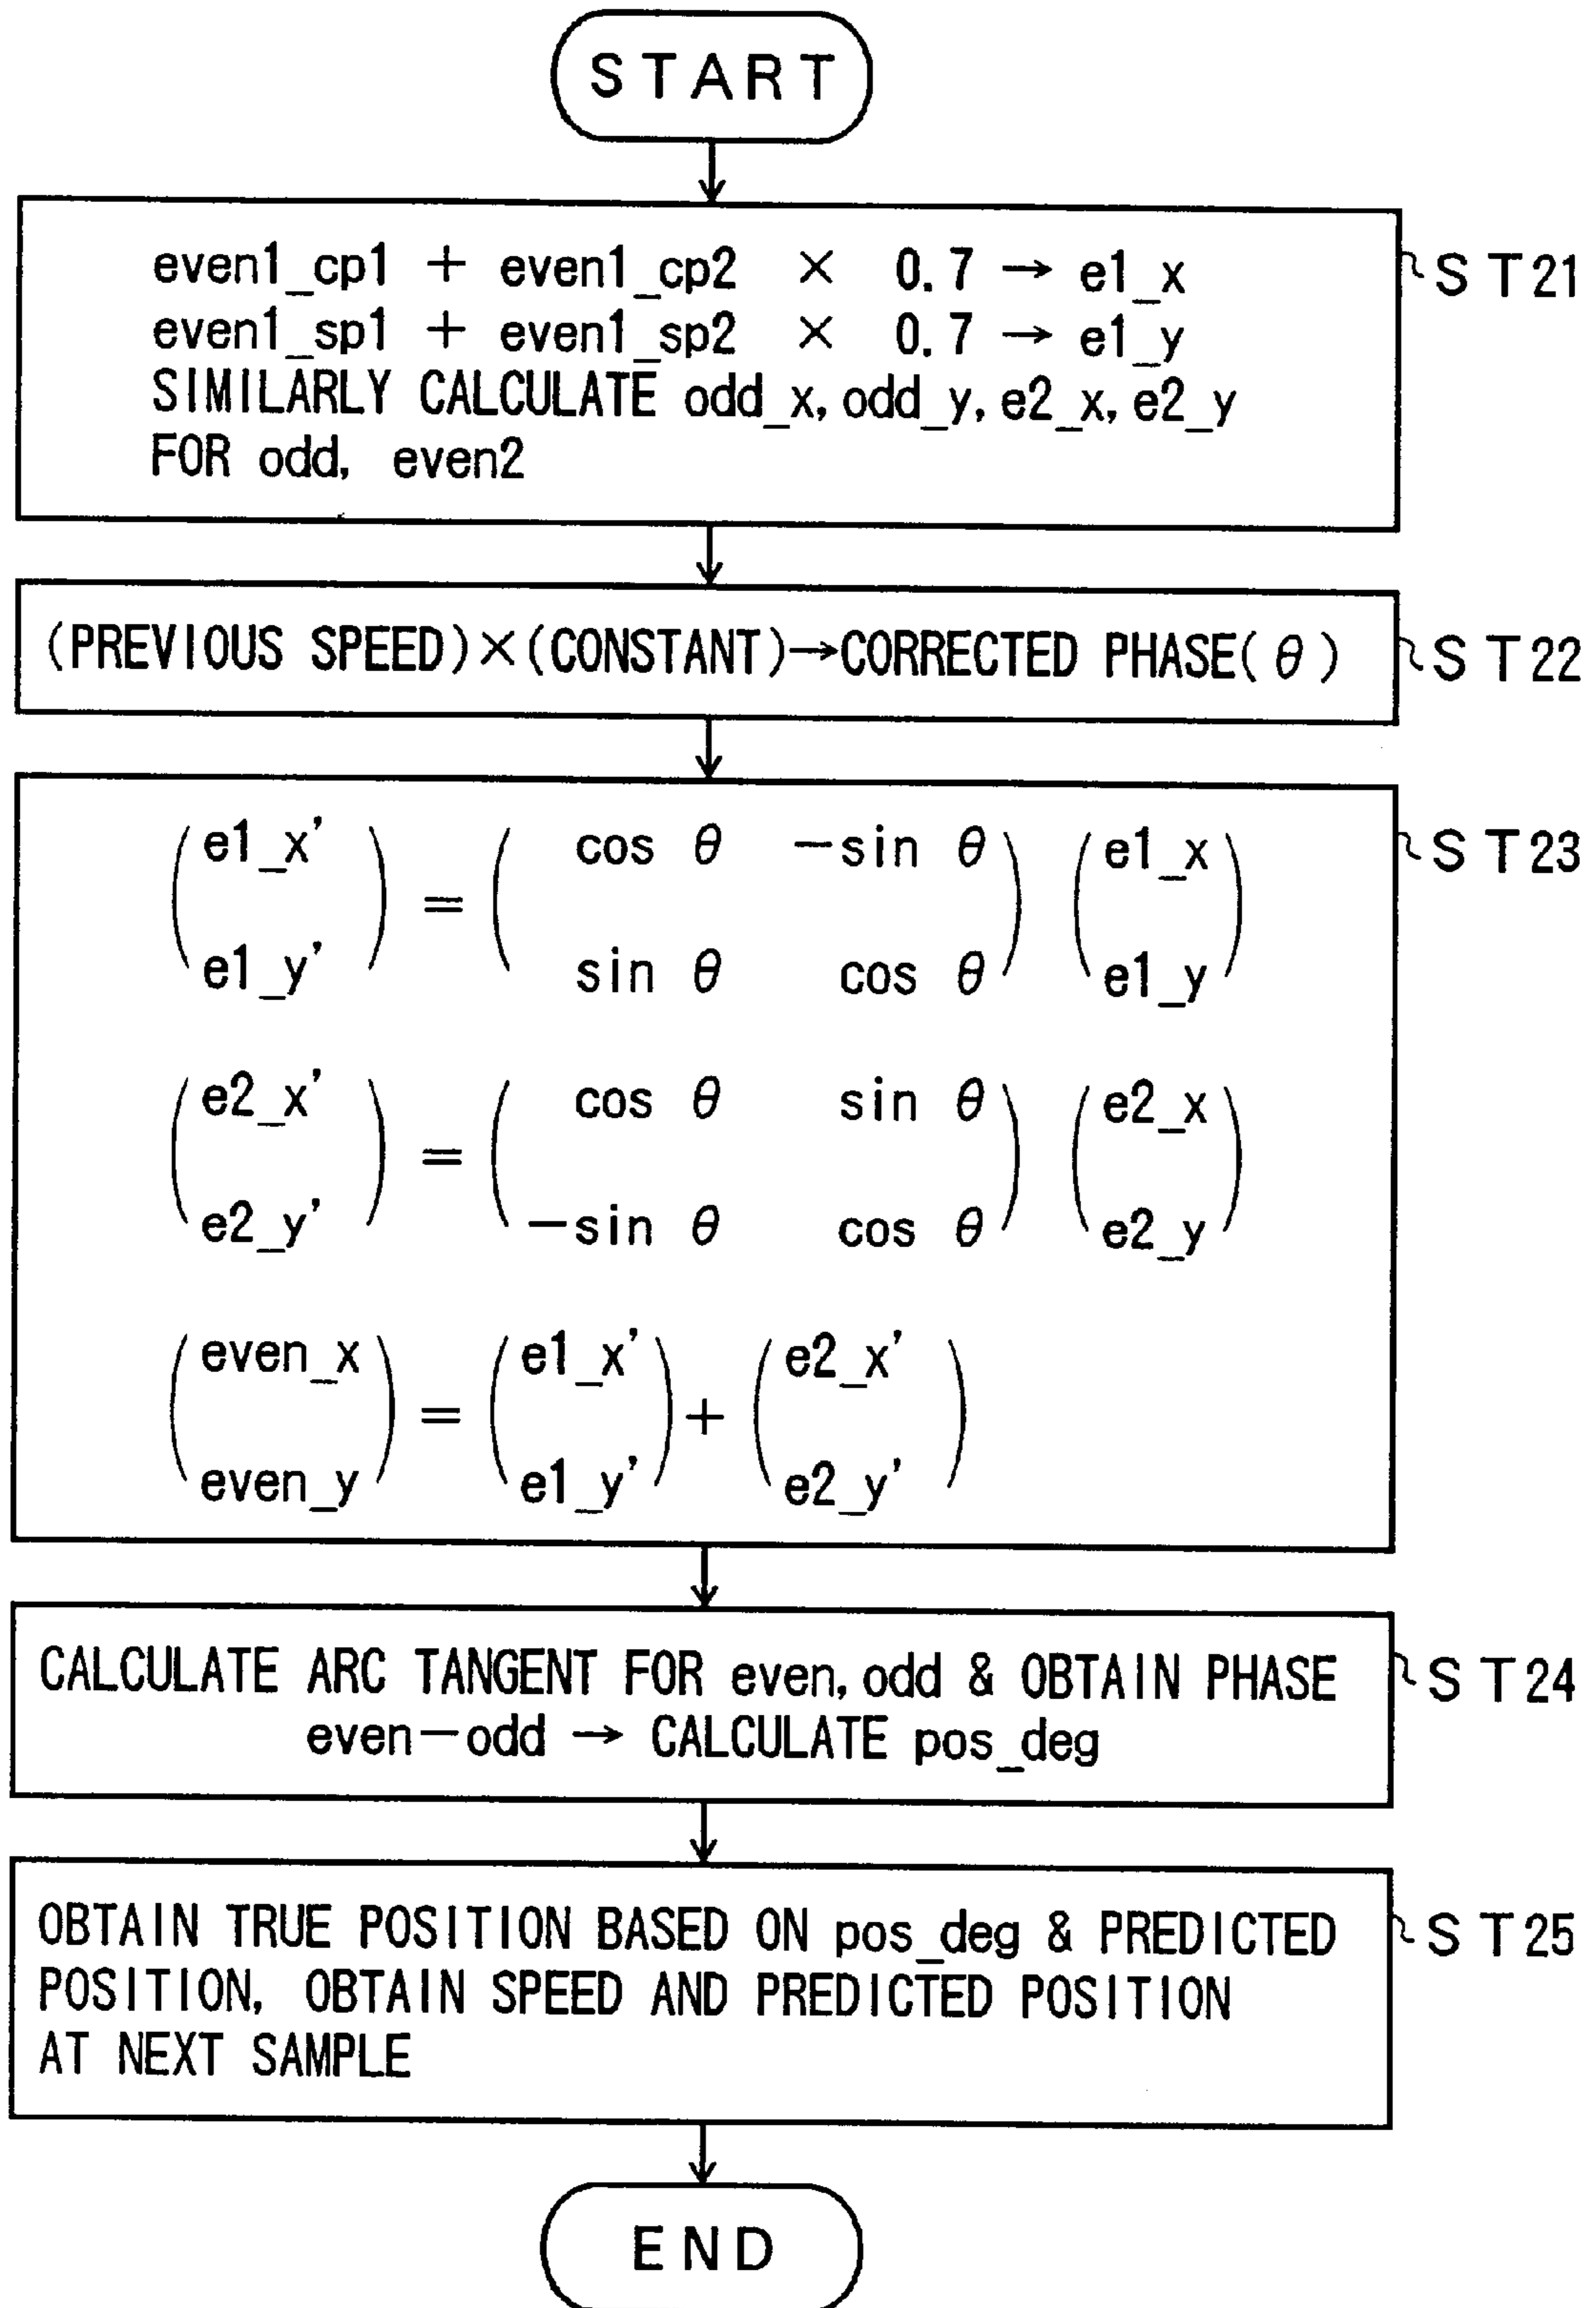 START
even1_cp1 + even1_cp2 × 0.7 → e1_x
even1_sp1 + even1_sp2 × 0.7 → e1_y
SIMILARLY CALCULATE odd_x, odd_y, e2_x, e2_y
FOR odd, even2
ST21
(PREVIOUS SPEED)×(CONSTANT)→CORRECTED PHASE(θ)
ST22
e1_x' cos θ −sin θ e1_x
=
e1_y' sin θ cos θ e1_y
ST23
e2_x' cos θ sin θ e2_x
=
e2_y' −sin θ cos θ e2_y
even_x e1_x' e2_x'
= +
even_y e1_y' e2_y'
CALCULATE ARC TANGENT FOR even, odd & OBTAIN PHASE
even−odd → CALCULATE pos_deg
ST24
OBTAIN TRUE POSITION BASED ON pos_deg & PREDICTED
POSITION, OBTAIN SPEED AND PREDICTED POSITION
AT NEXT SAMPLE
ST25
END